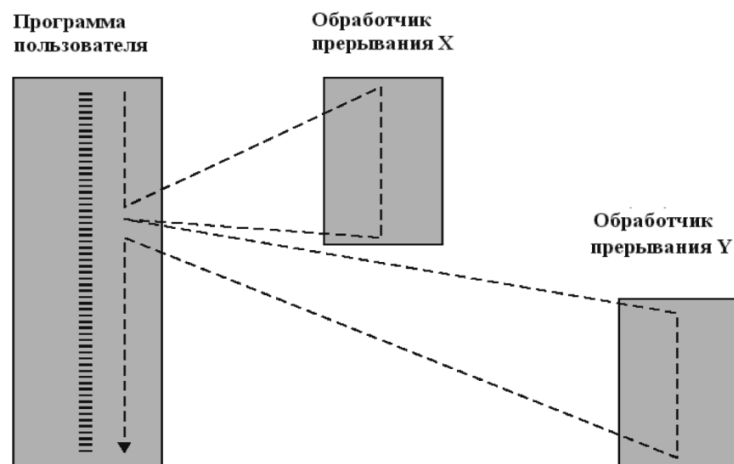 Программа
пользователя
Обработчик
прерывания X
Обработчик
прерывания Y